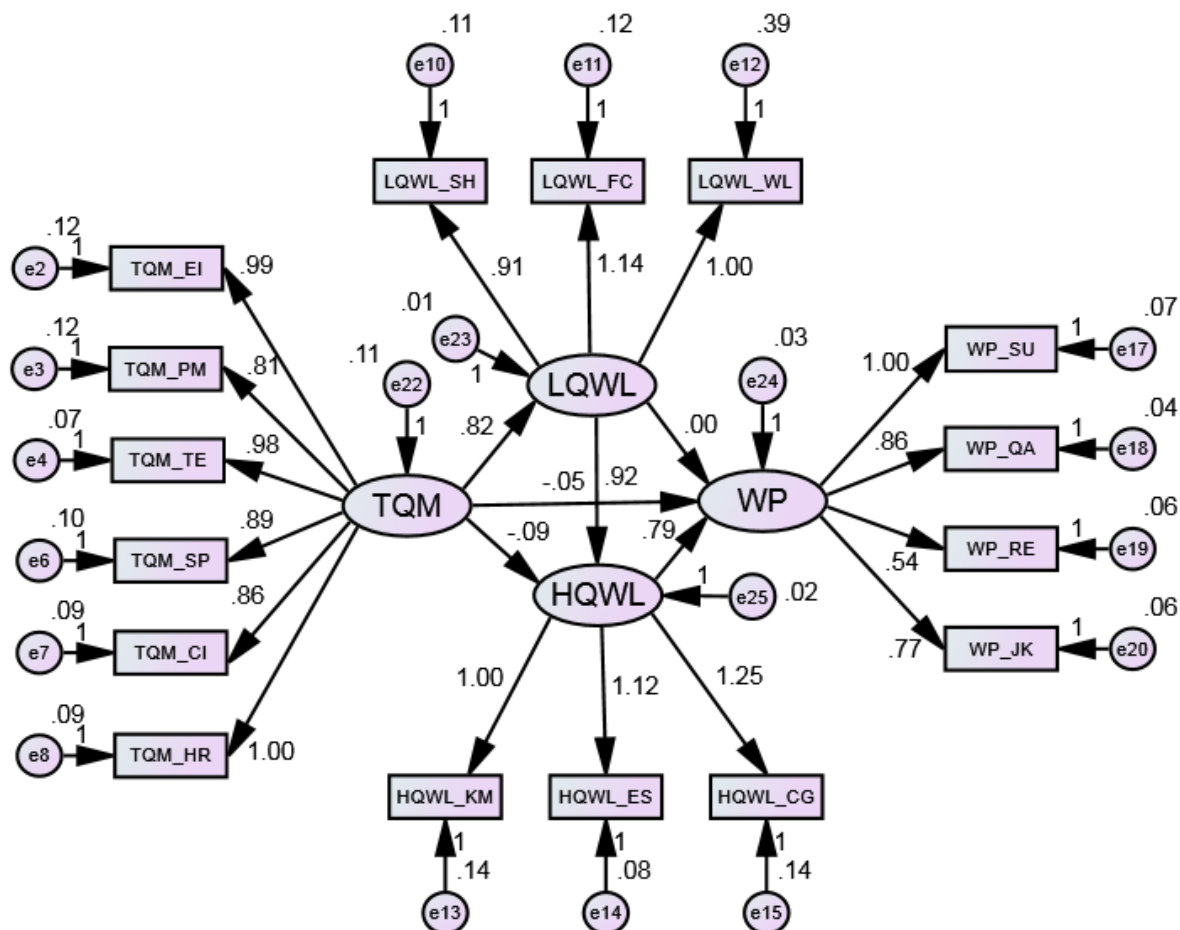 .11 .12 .39
e10 e11 e12
1 1 1
LQWL_SH LQWL_FC LQWL_WL
.91 1.14 1.00
.12
1
e2 TQM_EI .99
.12
1
e3 TQM_PM .81
.07
1
e4 TQM_TE .98
.10
1
e6 TQM_SP .89
.09
1
e7 TQM_CI .86
.09
1
e8 TQM_HR 1.00
.11
e22
1
TQM
.01
e23
1
LQWL
.82
.00
-.05 .92
-.09
.79
.03
e24
1
WP
HQWL
1
e25 .02
1.00 WP_SU 1 e17 .07
.86 WP_QA 1 e18 .04
.54 WP_RE 1 e19 .06
.77 WP_JK 1 e20 .06
1.00 1.12 1.25
HQWL_KM HQWL_ES HQWL_CG
1 1 1
.14 .08 .14
e13 e14 e15